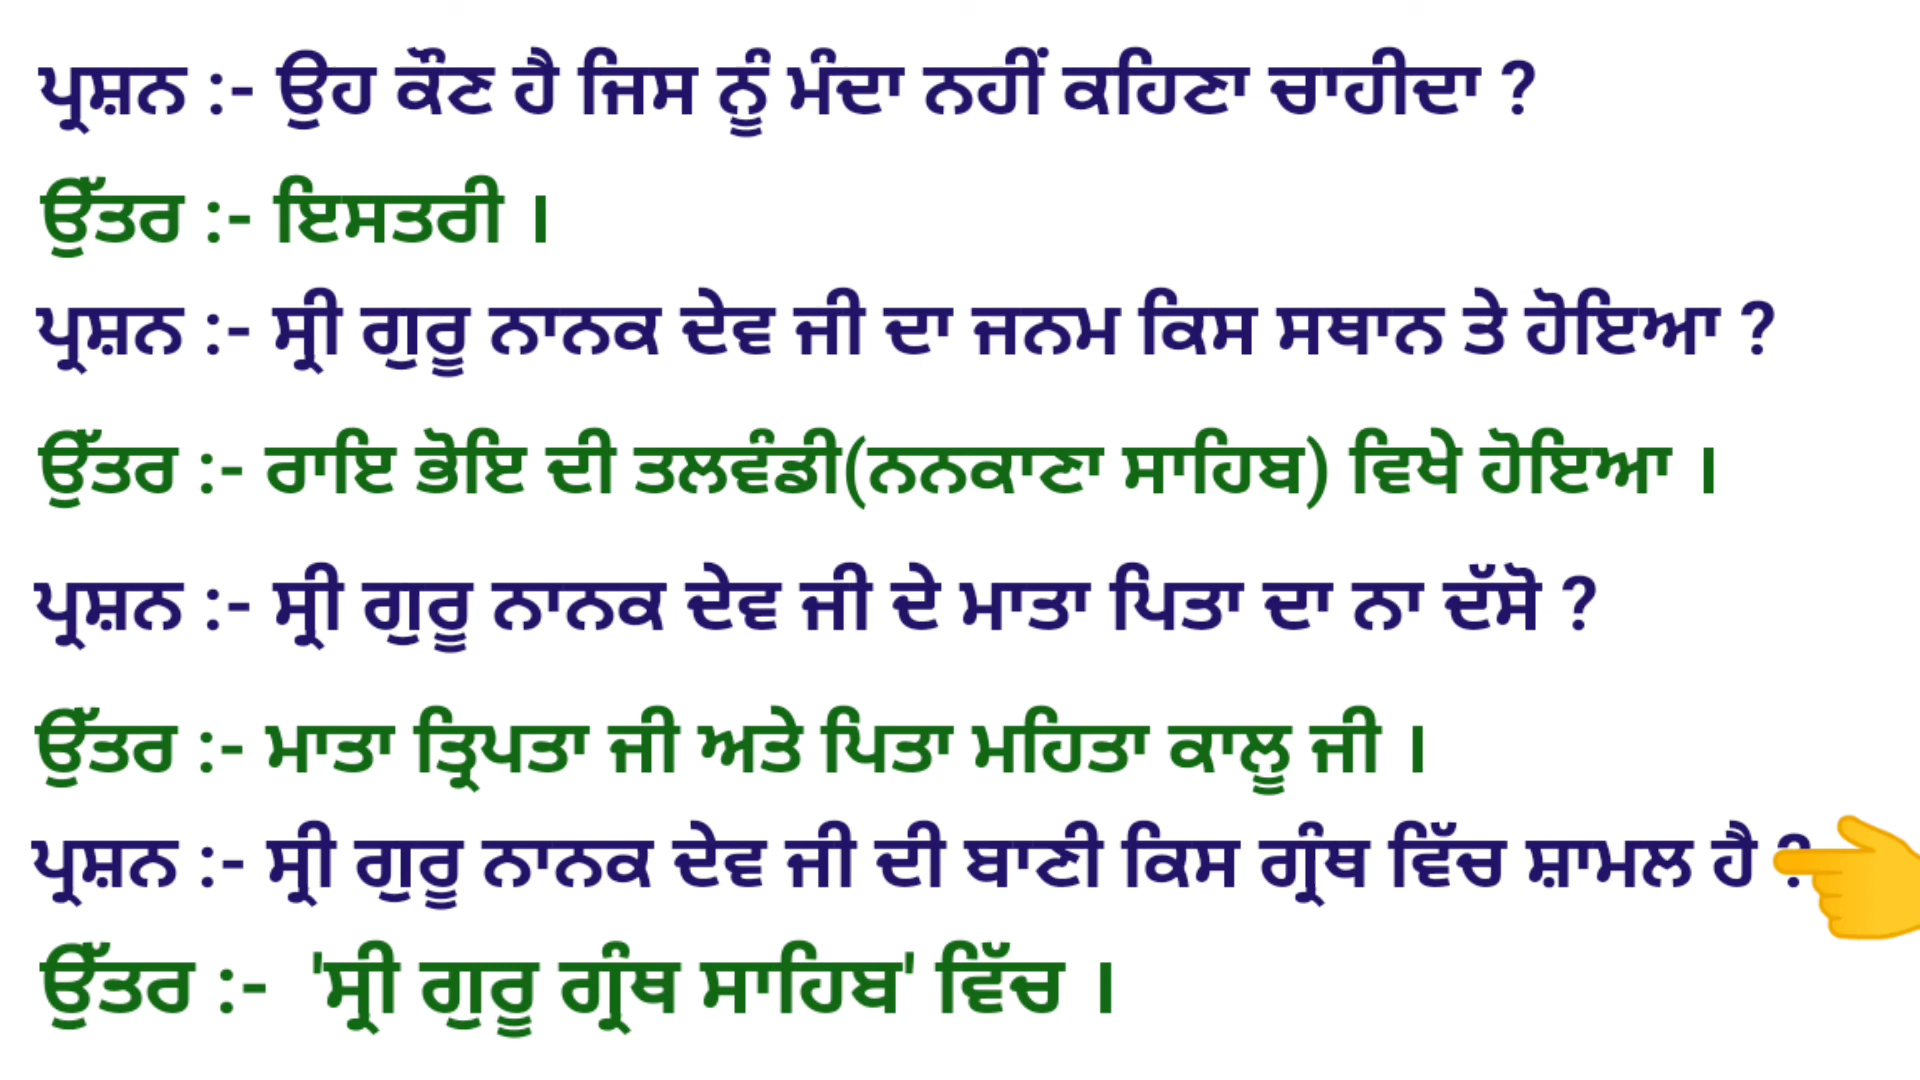 ਪ੍ਰਸ਼ਨ :- ਉਹ ਕੌਣ ਹੈ ਜਿਸ ਨੂੰ ਮੰਦਾ ਨਹੀਂ ਕਹਿਣਾ ਚਾਹੀਦਾ ?
ਉੱਤਰ :- ਇਸਤਰੀ ।
ਪ੍ਰਸ਼ਨ :- ਸ੍ਰੀ ਗੁਰੂ ਨਾਨਕ ਦੇਵ ਜੀ ਦਾ ਜਨਮ ਕਿਸ ਸਥਾਨ ਤੇ ਹੋਇਆ ?
ਉੱਤਰ :- ਰਾਇ ਭੋਇ ਦੀ ਤਲਵੰਡੀ(ਨਨਕਾਣਾ ਸਾਹਿਬ) ਵਿਖੇ ਹੋਇਆ ।
ਪ੍ਰਸ਼ਨ :- ਸ੍ਰੀ ਗੁਰੂ ਨਾਨਕ ਦੇਵ ਜੀ ਦੇ ਮਾਤਾ ਪਿਤਾ ਦਾ ਨਾ ਦੱਸੋ ?
ਉੱਤਰ :- ਮਾਤਾ ਤ੍ਰਿਪਤਾ ਜੀ ਅਤੇ ਪਿਤਾ ਮਹਿਤਾ ਕਾਲੂ ਜੀ ।
ਪ੍ਰਸ਼ਨ :- ਸ੍ਰੀ ਗੁਰੂ ਨਾਨਕ ਦੇਵ ਜੀ ਦੀ ਬਾਣੀ ਕਿਸ ਗ੍ਰੰਥ ਵਿੱਚ ਸ਼ਾਮਲ ਹੈ ?
ਉੱਤਰ :- 'ਸ੍ਰੀ ਗੁਰੂ ਗ੍ਰੰਥ ਸਾਹਿਬ' ਵਿੱਚ ।